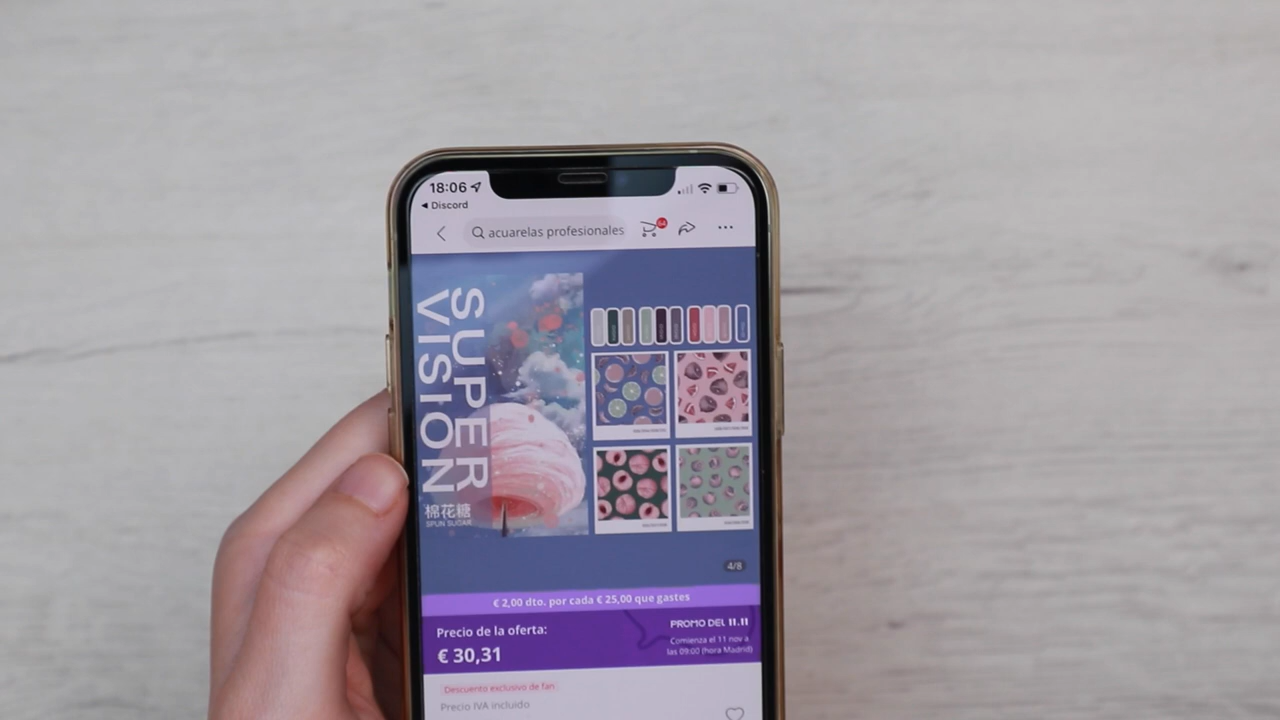 18:06
Discord
acuarelas profesionales
SUPER
VISION
棉花糖
SPUN SUGAR
4/8
€ 2,00 dto. por cada € 25,00 que gastes
Precio de la oferta:
€ 30,31
PROMO DEL 11.11
Comienza el 11 nov a
las 09:00 (hora Madrid)
Descuento exclusivo de fan
Precio IVA incluido